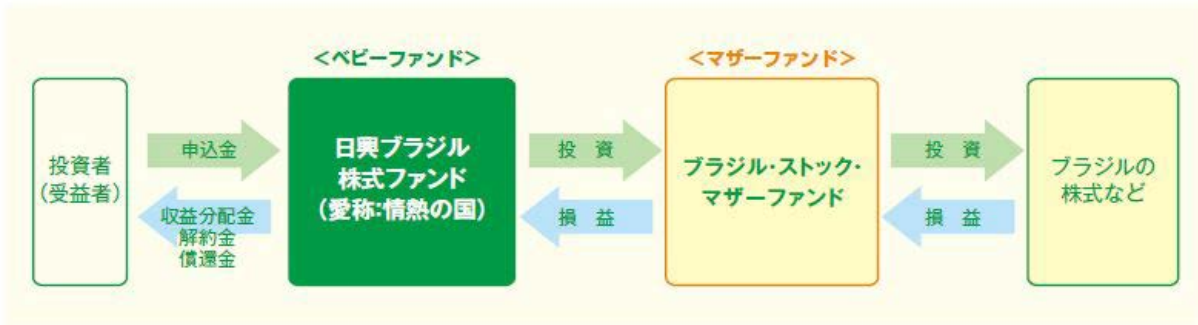 <ベビーファンド>
<マザーファンド>
投資者
(受益者)
申込金
収益分配金
解約金
償還金
日興ブラジル
株式ファンド
(愛称:情熱の国)
投 資
損 益
ブラジル・ストック・
マザーファンド
投 資
損 益
ブラジルの
株式など